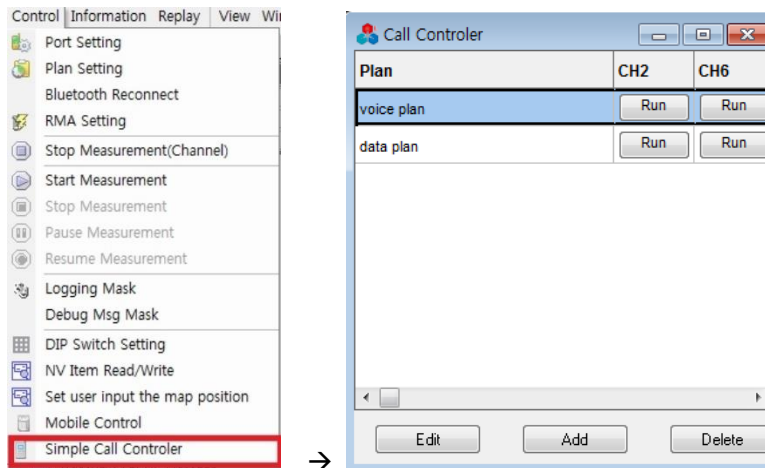 Control Information Replay View
Port Setting
Plan Setting
Bluetooth Reconnect
RMA Setting
Stop Measurement(Channel)
Start Measurement
Stop Measurement
Pause Measurement
Resume Measurement
Logging Mask
Debug Msg Mask
DIP Switch Setting
NV Item Read/Write
Set user input the map position
Mobile Control
Simple Call Controler
→
Call Controler
Plan CH2 CH6
voice plan Run Run
data plan Run Run
Edit Add Delete